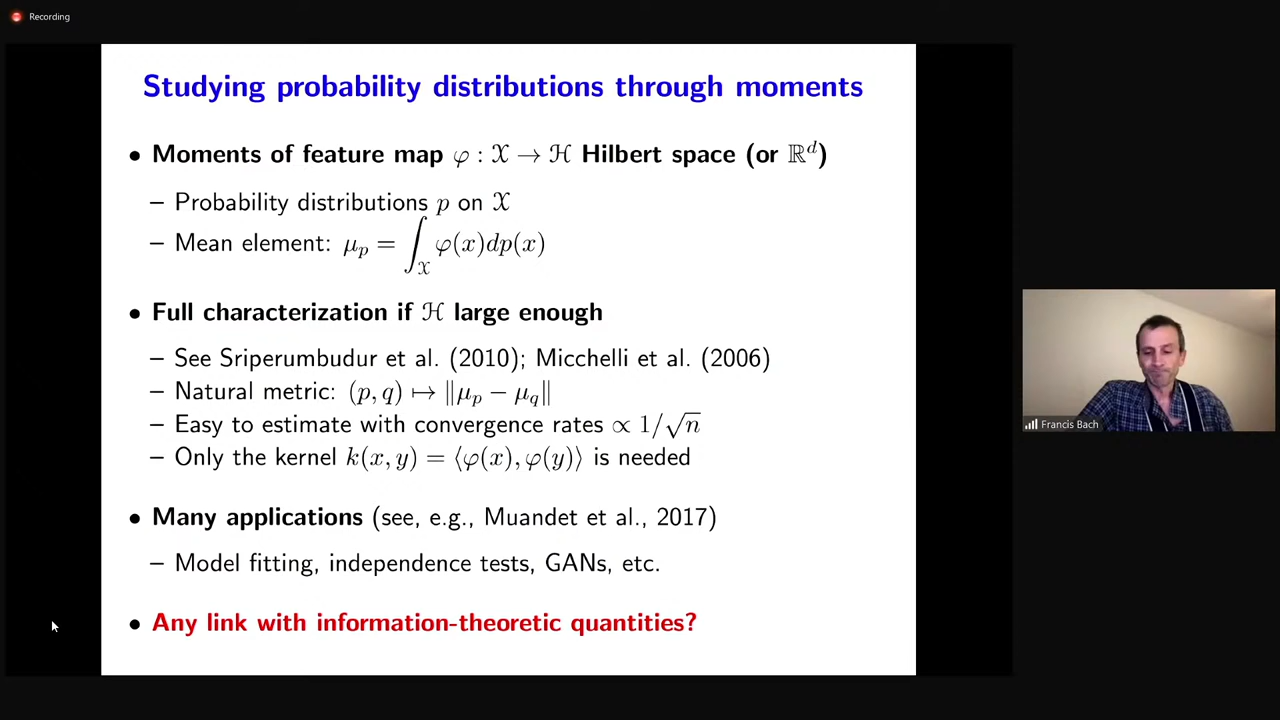 Recording
Studying probability distributions through moments
• Moments of feature map φ : 𝒳 → ℋ Hilbert space (or ℝᵈ)
– Probability distributions p on 𝒳
– Mean element: μₚ = ∫_𝒳 φ(x)dp(x)
• Full characterization if ℋ large enough
– See Sriperumbudur et al. (2010); Micchelli et al. (2006)
– Natural metric: (p, q) ↦ ‖μ_p − μ_q‖
– Easy to estimate with convergence rates ∝ 1/√n
– Only the kernel k(x, y) = ⟨φ(x), φ(y)⟩ is needed
• Many applications (see, e.g., Muandet et al., 2017)
– Model fitting, independence tests, GANs, etc.
• Any link with information-theoretic quantities?
Francis Bach